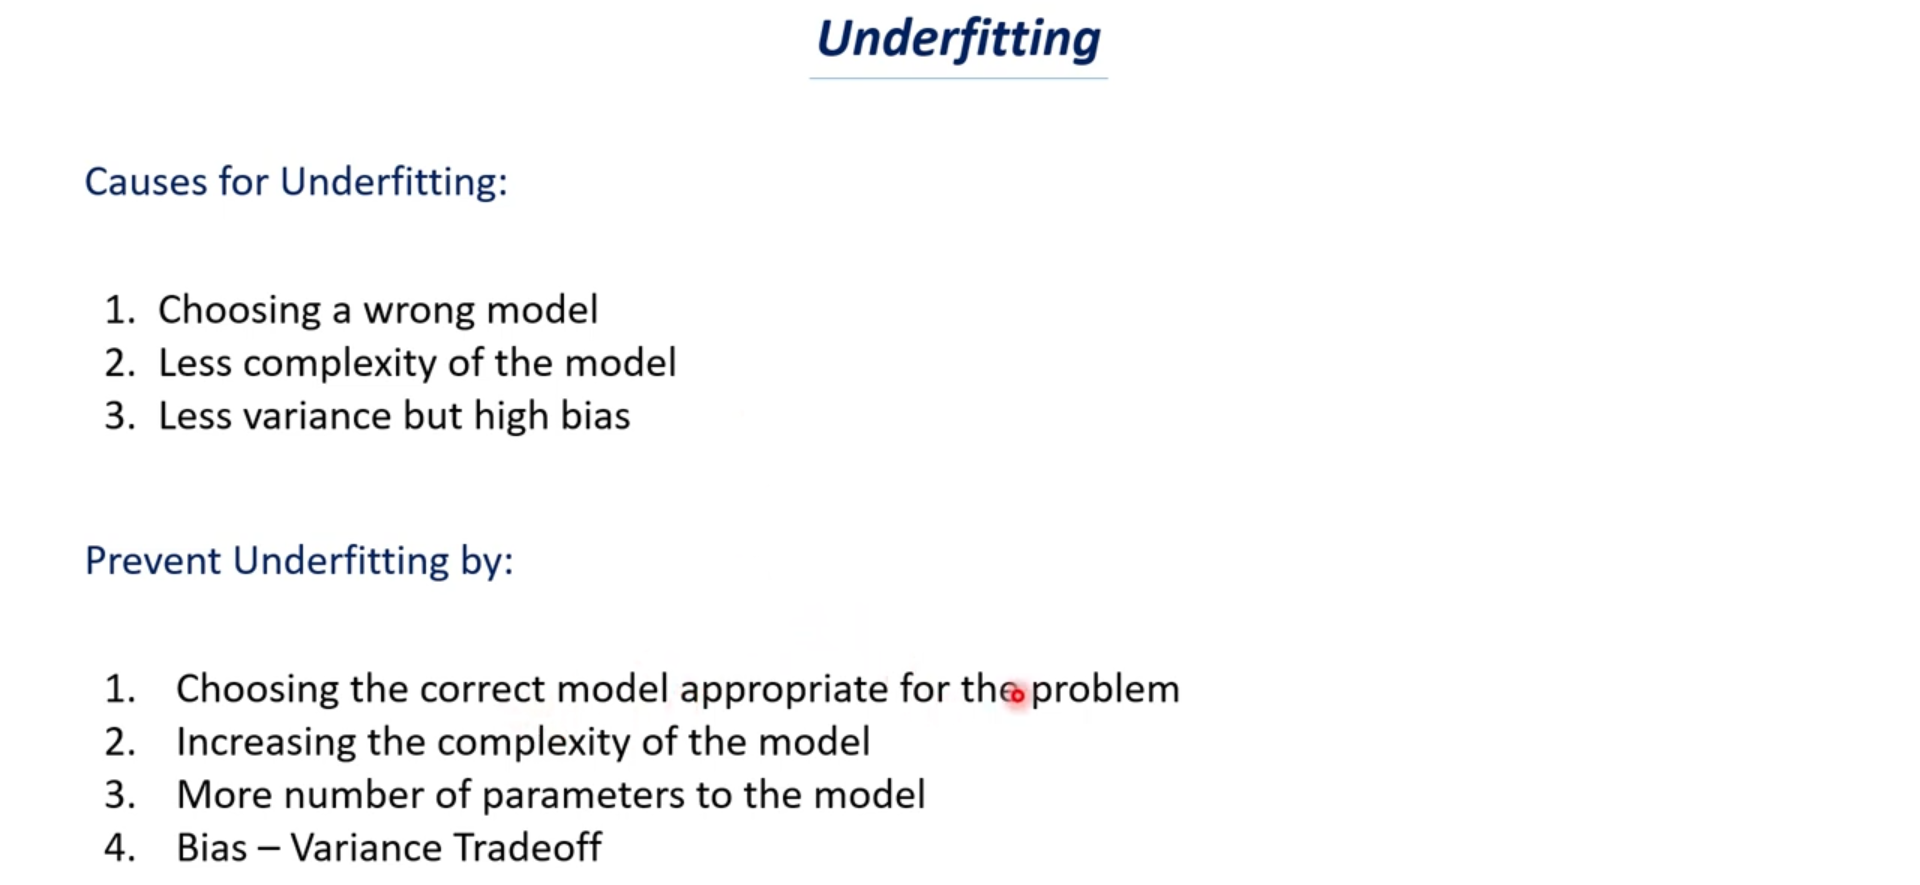 Underfitting
Causes for Underfitting:
1. Choosing a wrong model
2. Less complexity of the model
3. Less variance but high bias
Prevent Underfitting by:
1. Choosing the correct model appropriate for the problem
2. Increasing the complexity of the model
3. More number of parameters to the model
4. Bias – Variance Tradeoff